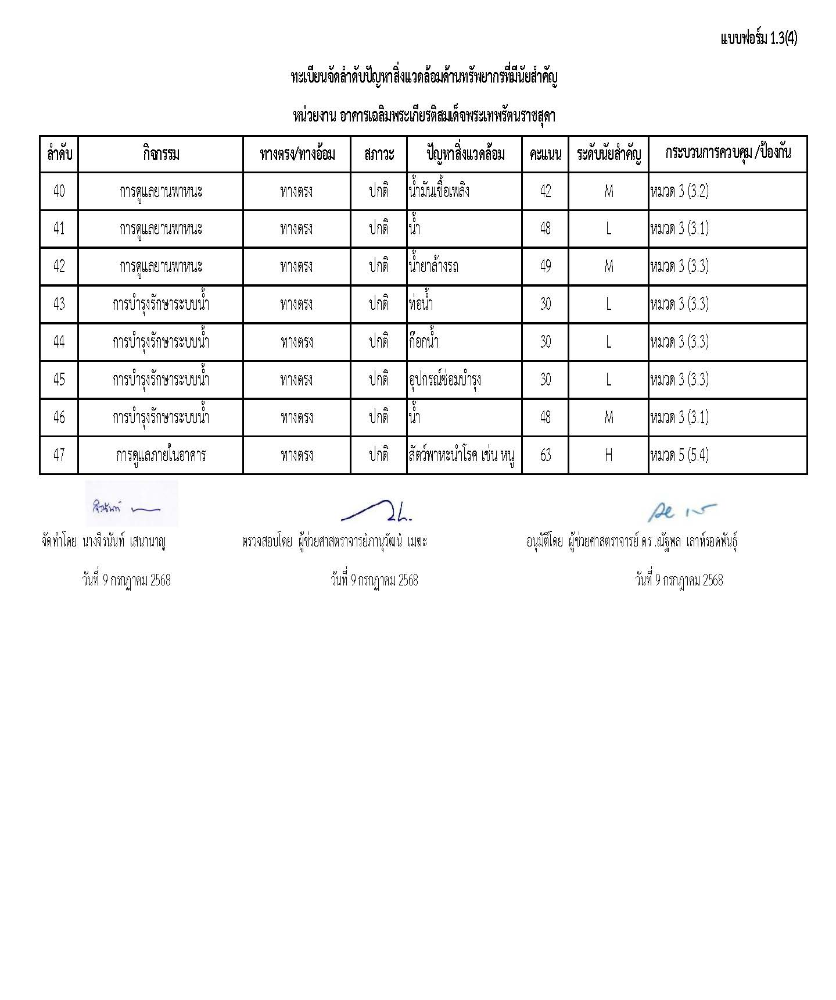 แบบฟอร์ม 1.3(4)
ทะเบียนจัดลำดับปัญหาสิ่งแวดล้อมด้านทรัพยากรที่มีนัยสำคัญ
หน่วยงาน อาคารเฉลิมพระเกียรติสมเด็จพระเทพรัตนราชสุดา
ลำดับ กิจกรรม ทางตรง/ทางอ้อม สภาวะ ปัญหาสิ่งแวดล้อม คะแนน ระดับนัยสำคัญ กระบวนการควบคุม /ป้องกัน
40 การดูแลยานพาหนะ ทางตรง ปกติ น้ำมันเชื้อเพลิง 42 M หมวด 3 (3.2)
41 การดูแลยานพาหนะ ทางตรง ปกติ น้ำ 48 L หมวด 3 (3.1)
42 การดูแลยานพาหนะ ทางตรง ปกติ น้ำยาล้างรถ 49 M หมวด 3 (3.3)
43 การบำรุงรักษาระบบน้ำ ทางตรง ปกติ ท่อน้ำ 30 L หมวด 3 (3.3)
44 การบำรุงรักษาระบบน้ำ ทางตรง ปกติ ก๊อกน้ำ 30 L หมวด 3 (3.3)
45 การบำรุงรักษาระบบน้ำ ทางตรง ปกติ อุปกรณ์ซ่อมบำรุง 30 L หมวด 3 (3.3)
46 การบำรุงรักษาระบบน้ำ ทางตรง ปกติ น้ำ 48 M หมวด 3 (3.1)
47 การดูแลภายในอาคาร ทางตรง ปกติ สัตว์พาหะนำโรค เช่น หนู 63 H หมวด 5 (5.4)
จิรนันท์
จัดทำโดย นางจิรนันท์ เสนานาญ ตรวจสอบโดย ผู้ช่วยศาสตราจารย์ภานุวัฒน์ เมฆะ อนุมัติโดย ผู้ช่วยศาสตราจารย์ ดร .ณัฐพล เลาห์รอดพันธุ์
วันที่ 9 กรกฎาคม 2568 วันที่ 9 กรกฎาคม 2568 วันที่ 9 กรกฎาคม 2568